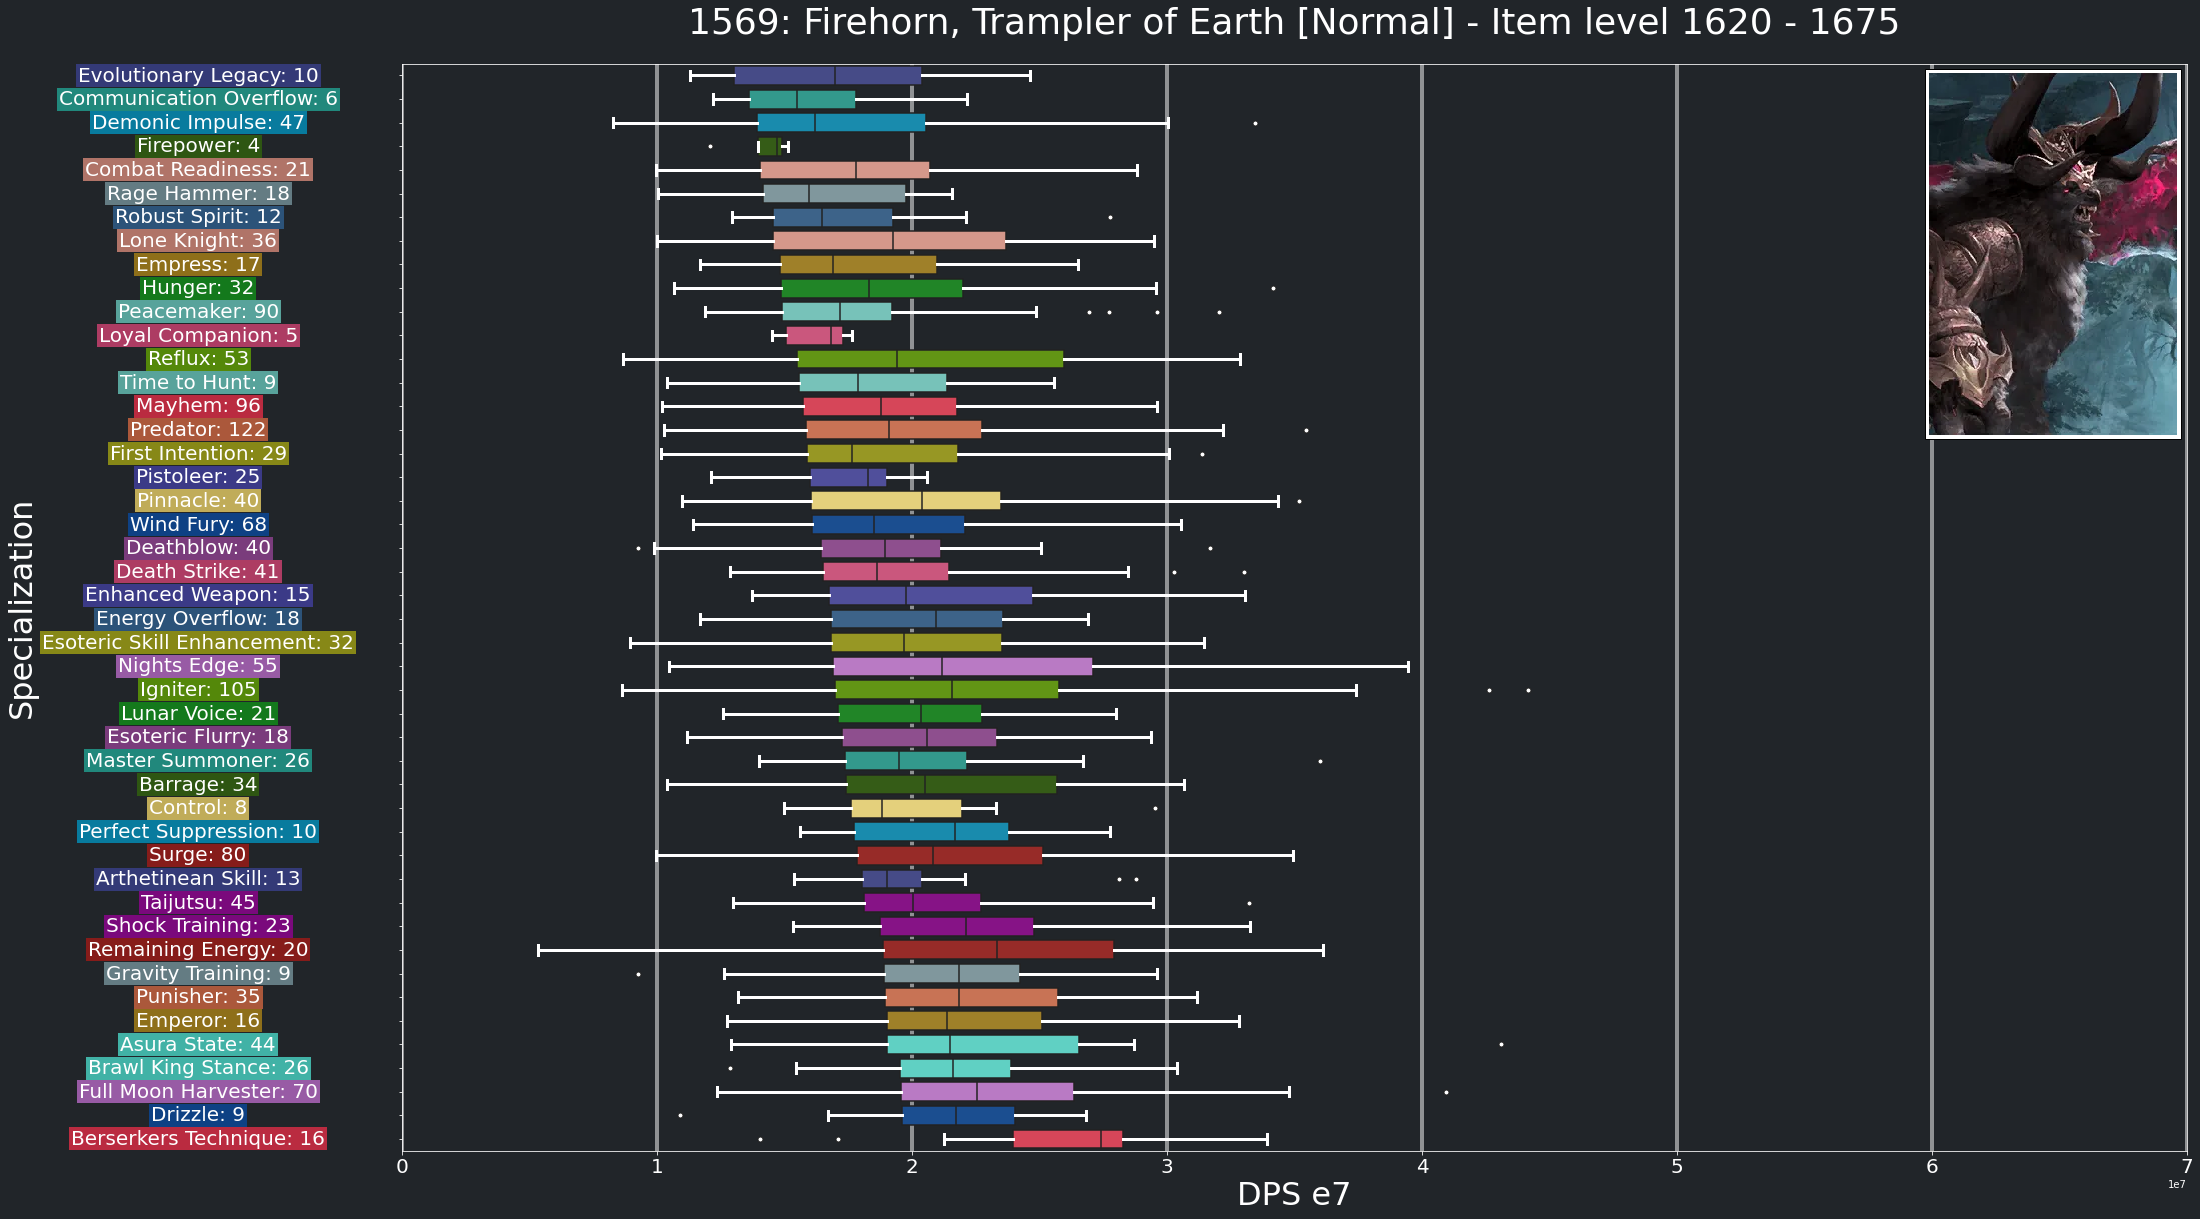 1569: Firehorn, Trampler of Earth [Normal] - Item level 1620 - 1675
Specialization
Evolutionary Legacy: 10
Communication Overflow: 6
Demonic Impulse: 47
Firepower: 4
Combat Readiness: 21
Rage Hammer: 18
Robust Spirit: 12
Lone Knight: 36
Empress: 17
Hunger: 32
Peacemaker: 90
Loyal Companion: 5
Reflux: 53
Time to Hunt: 9
Mayhem: 96
Predator: 122
First Intention: 29
Pistoleer: 25
Pinnacle: 40
Wind Fury: 68
Deathblow: 40
Death Strike: 41
Enhanced Weapon: 15
Energy Overflow: 18
Esoteric Skill Enhancement: 32
Nights Edge: 55
Igniter: 105
Lunar Voice: 21
Esoteric Flurry: 18
Master Summoner: 26
Barrage: 34
Control: 8
Perfect Suppression: 10
Surge: 80
Arthetinean Skill: 13
Taijutsu: 45
Shock Training: 23
Remaining Energy: 20
Gravity Training: 9
Punisher: 35
Emperor: 16
Asura State: 44
Brawl King Stance: 26
Full Moon Harvester: 70
Drizzle: 9
Berserkers Technique: 16
0 1 2 3 4 5 6 7
1e7
DPS e7